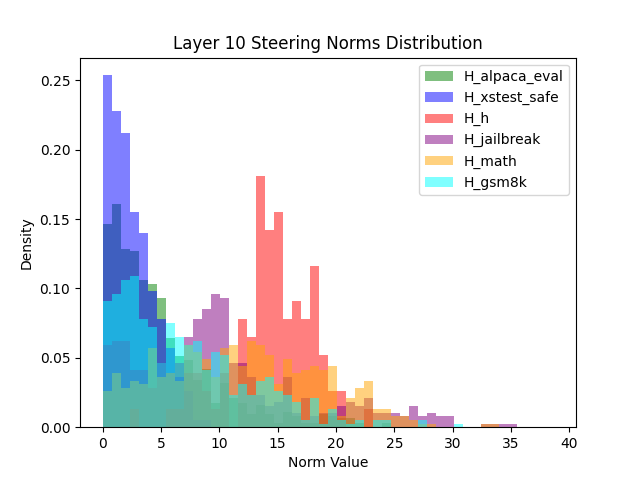 Layer 10 Steering Norms Distribution
H_alpaca_eval
H_xstest_safe
H_h
H_jailbreak
H_math
H_gsm8k
Density
0.25
0.20
0.15
0.10
0.05
0.00
0 5 10 15 20 25 30 35 40
Norm Value